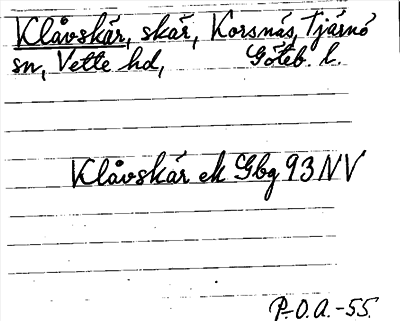 Klåvskär, skär, Korsnäs, Tjärnö
sn, Vette hd, Göteb. l.
Klåvskär ek Gbg 93 NV
P.-O.A.-55.